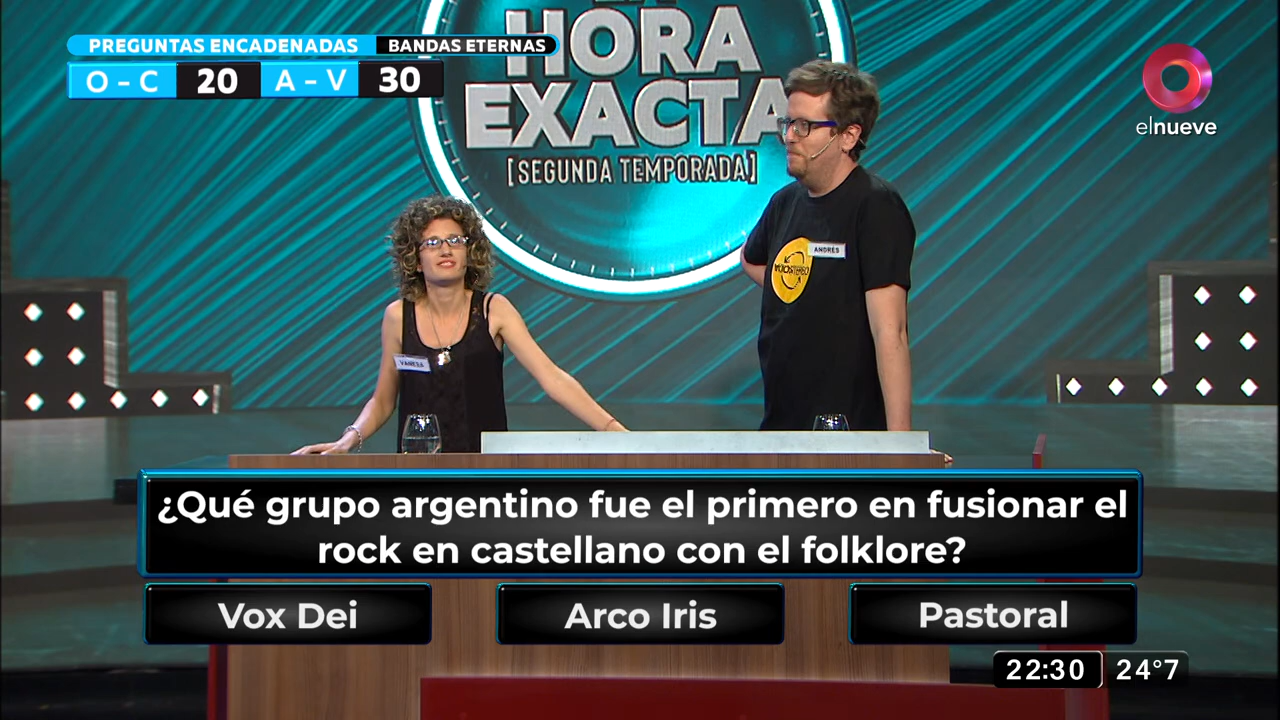 PREGUNTAS ENCADENADAS BANDAS ETERNAS
O - C 20 A - V 30
HORA
EXACTA
[SEGUNDA TEMPORADA]
elnueve
ANDRÉS
VANESA
¿Qué grupo argentino fue el primero en fusionar el
rock en castellano con el folklore?
Vox Dei Arco Iris Pastoral
22:30 24°7